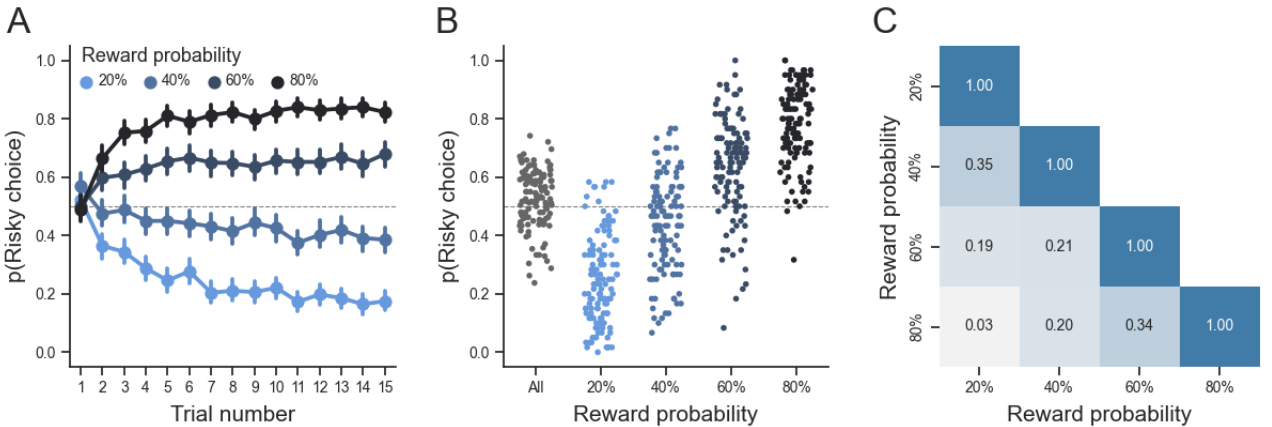 A
Reward probability
20% 40% 60% 80%
p(Risky choice)
1.0
0.8
0.6
0.4
0.2
0.0
1 2 3 4 5 6 7 8 9 10 11 12 13 14 15
Trial number
B
p(Risky choice)
1.0
0.8
0.6
0.4
0.2
0.0
All 20% 40% 60% 80%
Reward probability
C
Reward probability
20%
40%
60%
80%
1.00
0.35 1.00
0.19 0.21 1.00
0.03 0.20 0.34 1.00
20% 40% 60% 80%
Reward probability